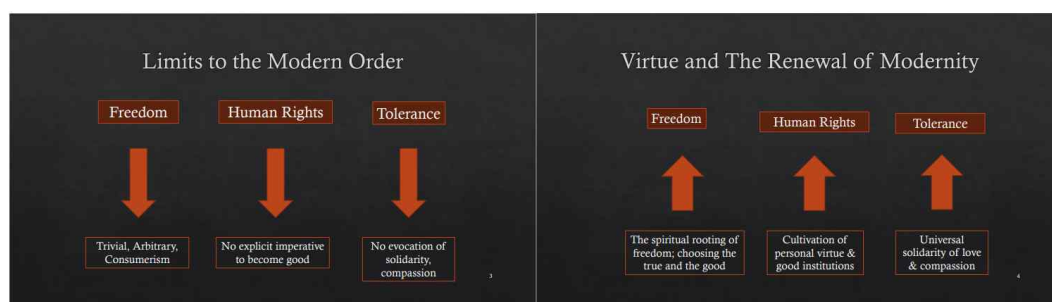 Limits to the Modern Order
Freedom
Human Rights
Tolerance
Trivial, Arbitrary,
Consumerism
No explicit imperative
to become good
No evocation of
solidarity,
compassion
3
Virtue and The Renewal of Modernity
Freedom
Human Rights
Tolerance
The spiritual rooting of
freedom; choosing the
true and the good
Cultivation of
personal virtue &
good institutions
Universal
solidarity of love
& compassion
4